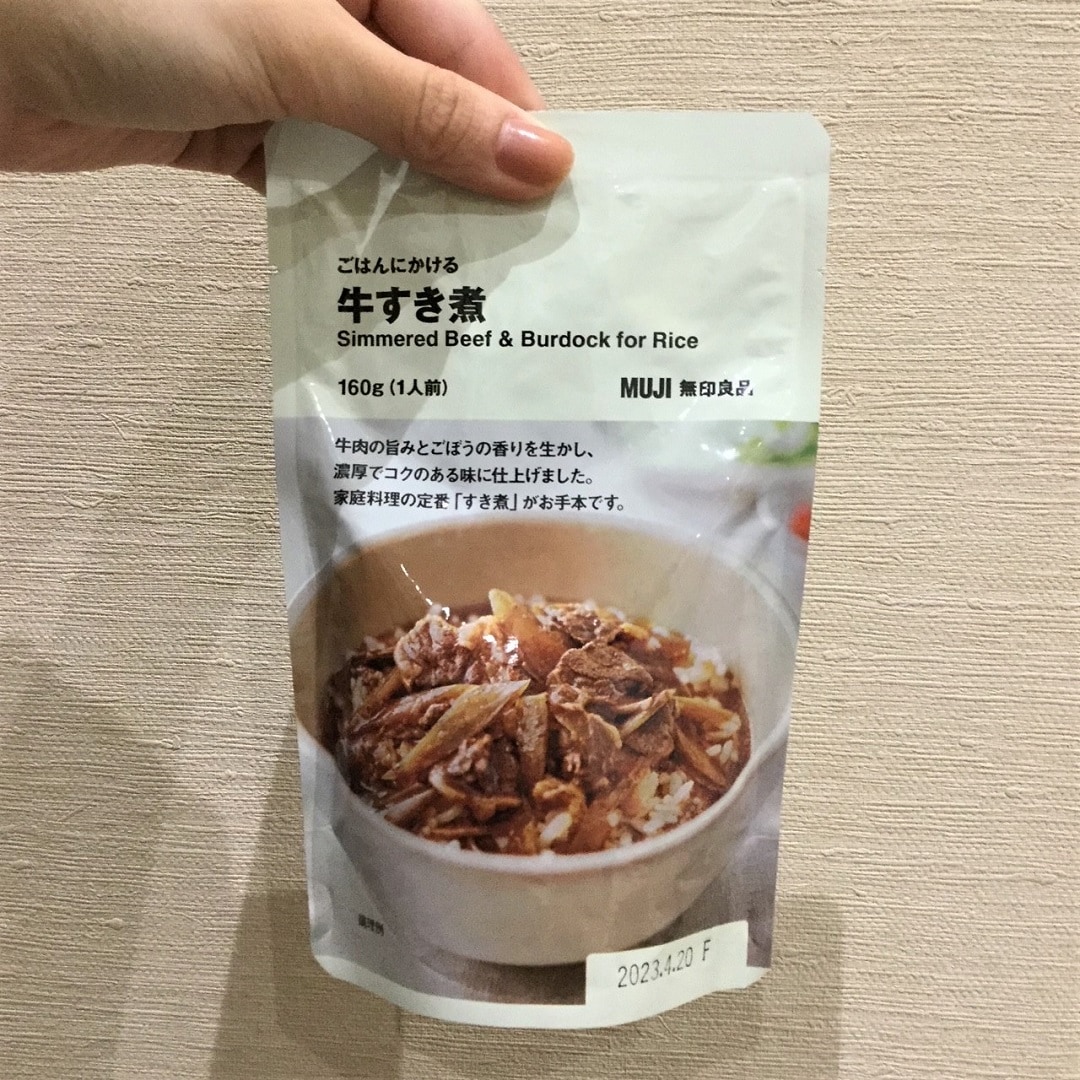 ごはんにかける
牛すき煮
Simmered Beef & Burdock for Rice
160g (1人前)
MUJI 無印良品
牛肉の旨みとごぼうの香りを生かし、
濃厚でコクのある味に仕上げました。
家庭料理の定番「すき煮」がお手本です。
調理例
2023.4.20 F